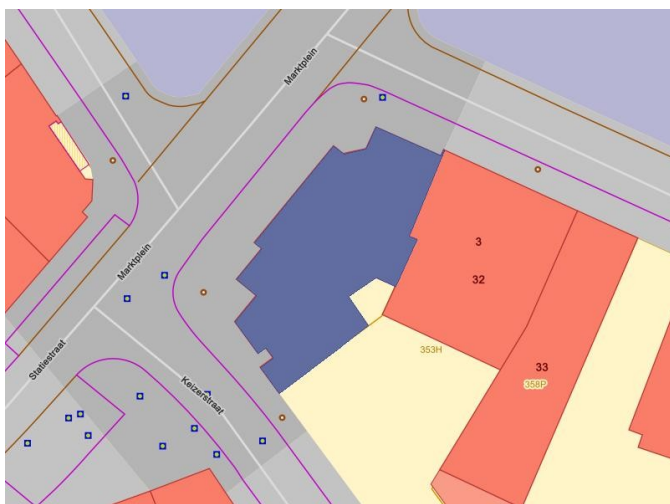 Marktplein
Marktplein
3
32
Statiestraat
353H
33
Keizerstraat
358P